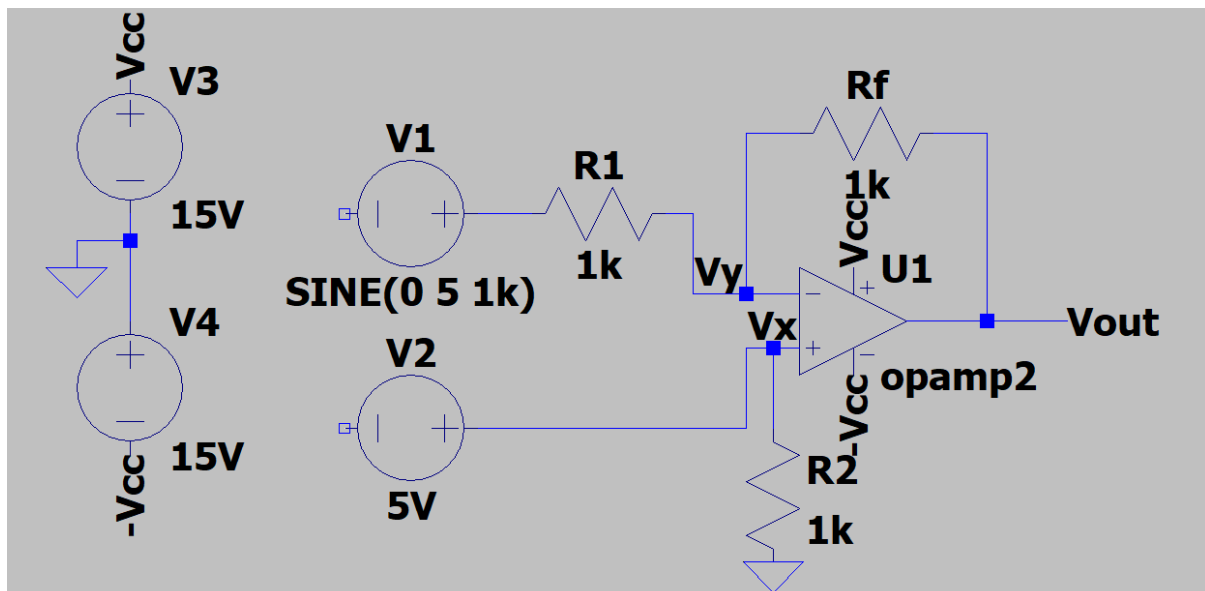 Vcc
V3
15V
V4
15V
-Vcc
V1
SINE(0 5 1k)
R1
1k
V2
5V
Rf
1k
Vcc
U1
Vy
Vx
Vout
opamp2
-Vcc
R2
1k